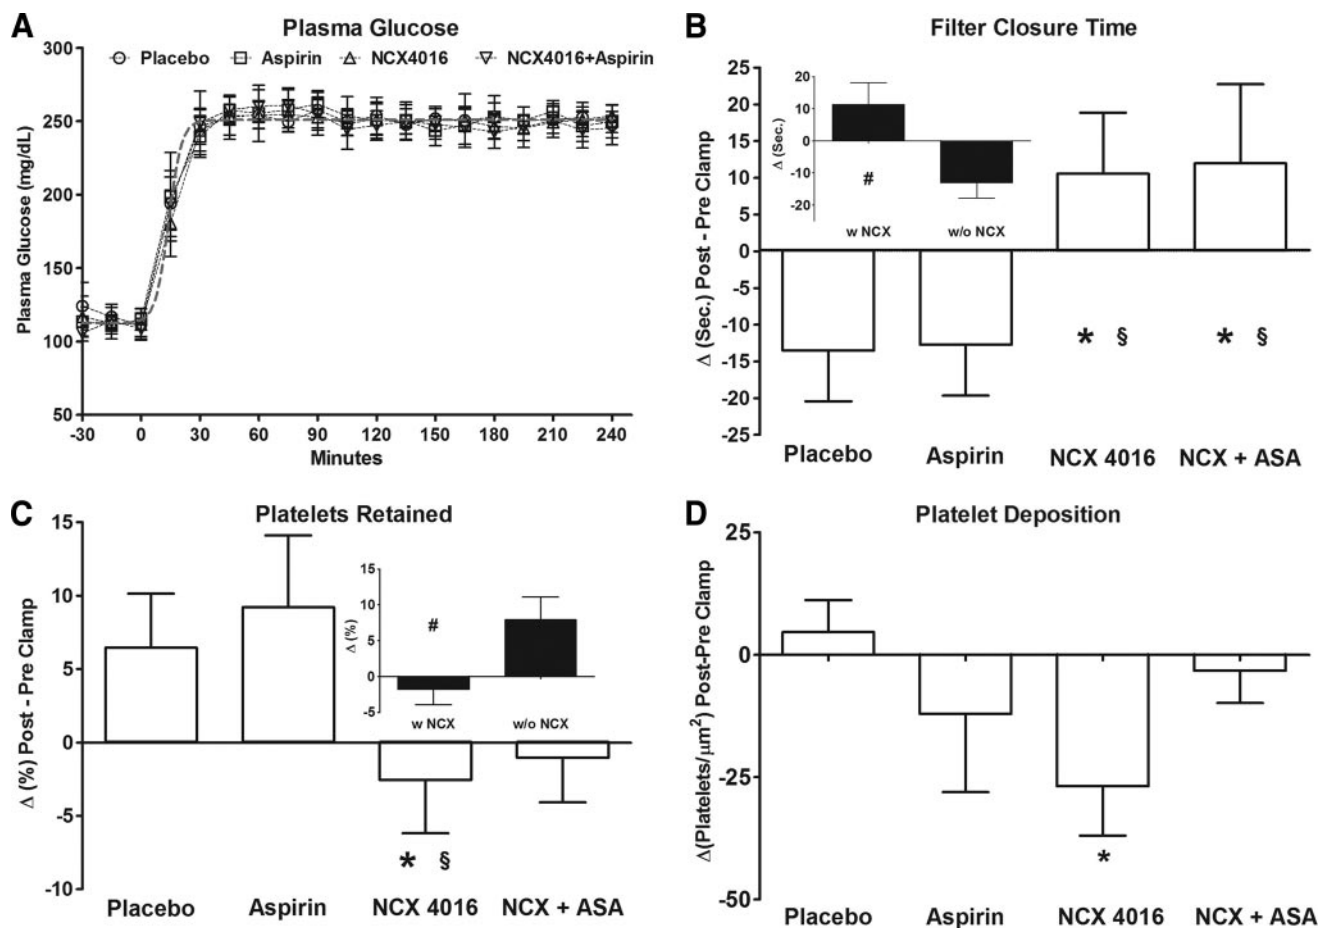 A
Plasma Glucose
Placebo Aspirin NCX4016 NCX4016+Aspirin
Plasma Glucose (mg/dL)
300
250
200
150
100
50
-30 0 30 60 90 120 150 180 210 240
Minutes
B
Filter Closure Time
Δ (Sec.) Post - Pre Clamp
25
20
15
10
5
0
-5
-10
-15
-20
-25
Δ (Sec.)
20
10
0
-10
-20
#
w NCX w/o NCX
* § * §
Placebo Aspirin NCX 4016 NCX + ASA
C
Platelets Retained
Δ (%) Post - Pre Clamp
15
10
5
0
-5
-10
Δ (%)
15
10
5
0
-5
#
w NCX w/o NCX
* §
Placebo Aspirin NCX 4016 NCX + ASA
D
Platelet Deposition
Δ(Platelets/μm²) Post-Pre Clamp
25
0
-25
-50
*
Placebo Aspirin NCX 4016 NCX + ASA